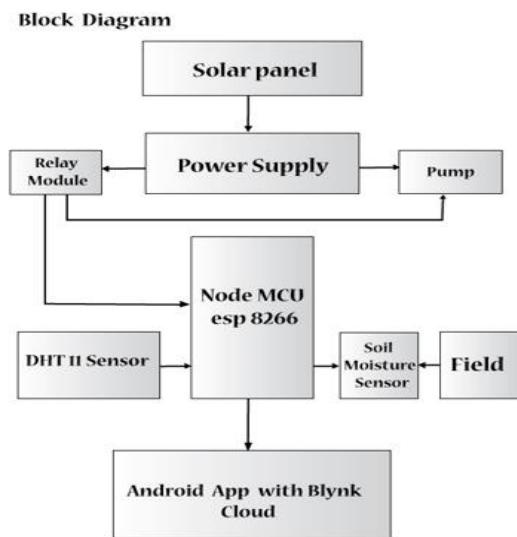 Block Diagram
Solar panel
Power Supply
Relay
Module
Pump
Node MCU
esp 8266
DHT II Sensor
Soil
Moisture
Sensor
Field
Android App with Blynk
Cloud